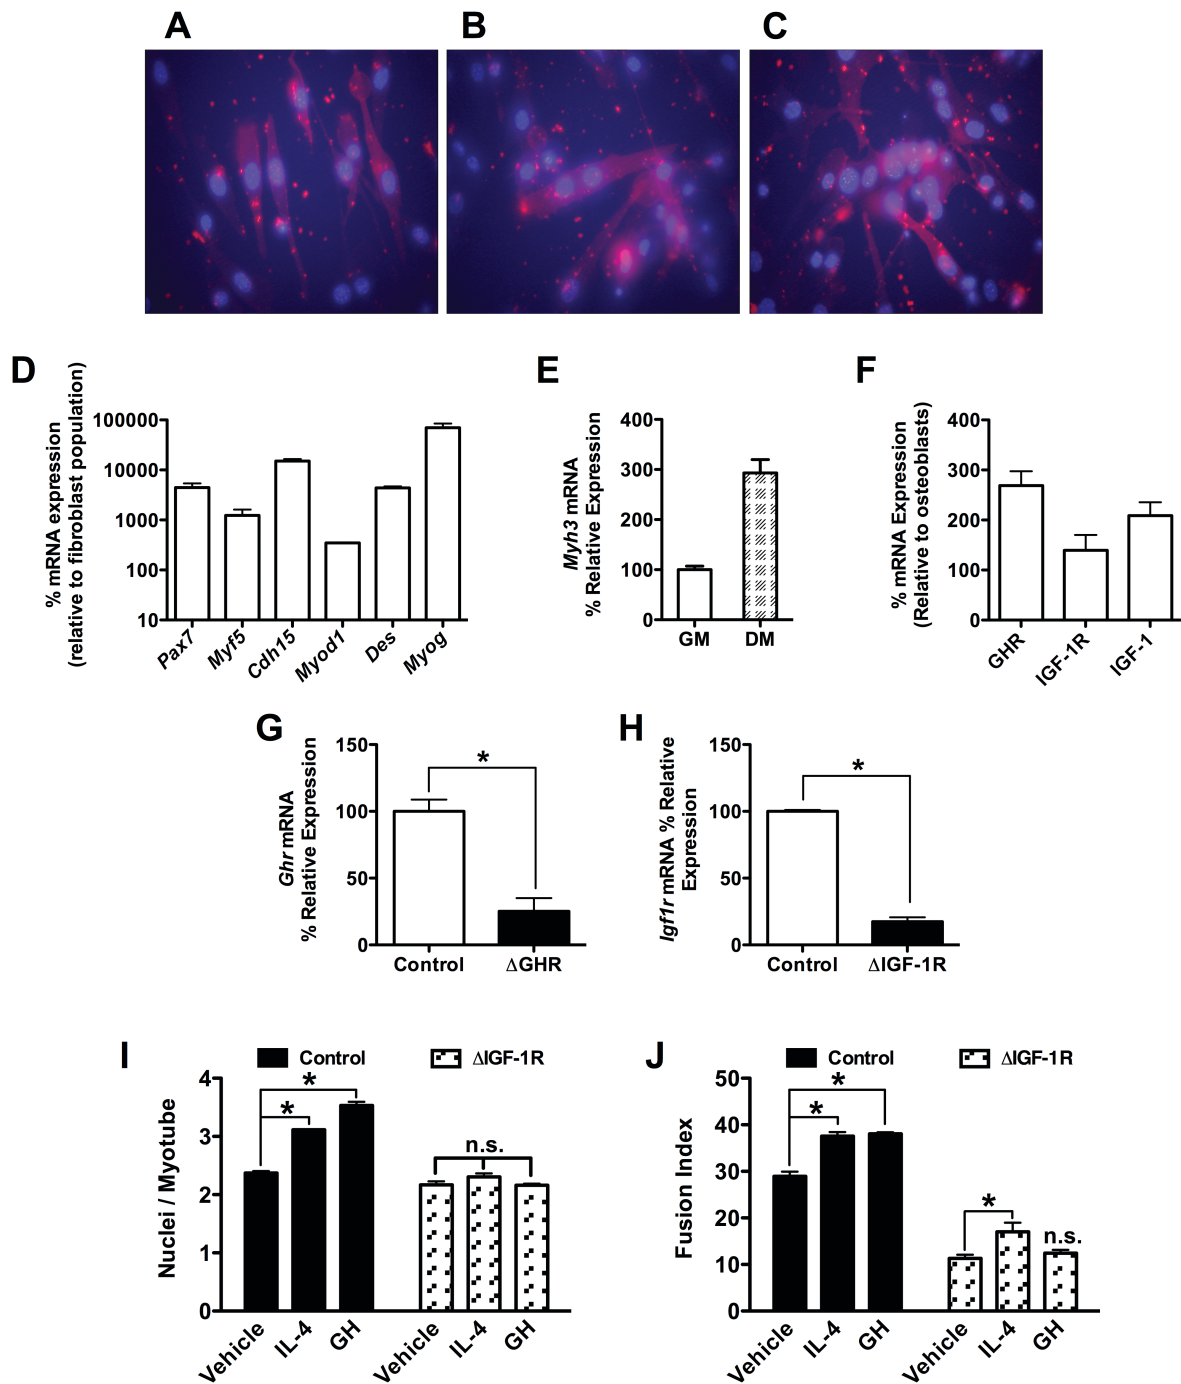 A
B
C
D
% mRNA expression
(relative to fibroblast population)
100000
10000
1000
100
10
Pax7
Myf5
Cdh15
Myod1
Des
Myog
E
Myh3 mRNA
% Relative Expression
400
300
200
100
0
GM
DM
F
% mRNA Expression
(Relative to osteoblasts)
400
300
200
100
0
GHR
IGF-1R
IGF-1
G
Ghr mRNA
% Relative Expression
150
100
50
0
*
Control
ΔGHR
H
Igf1r mRNA % Relative
Expression
150
100
50
0
*
Control
ΔIGF-1R
I
Control
ΔIGF-1R
Nuclei / Myotube
4
3
2
1
0
*
*
n.s.
Vehicle
IL-4
GH
Vehicle
IL-4
GH
J
Control
ΔIGF-1R
Fusion Index
50
40
30
20
10
0
*
*
*
n.s.
Vehicle
IL-4
GH
Vehicle
IL-4
GH